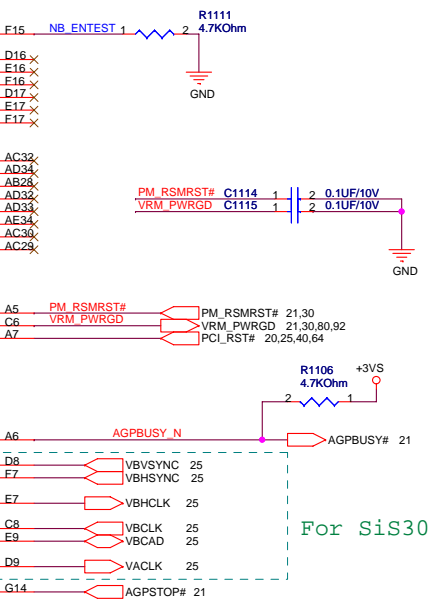 R1111
F15 NB_ENTEST 1 2 4.7KOhm
D16
E16
F16
D17
E17
F17
GND
AC32
AD34
AB28
AD32
AD33
AE34
AC30
AC29
PM_RSMRST# C1114 1 2 0.1UF/10V
VRM_PWRGD C1115 1 2 0.1UF/10V
GND
A5 PM_RSMRST# PM_RSMRST# 21,30
C6 VRM_PWRGD VRM_PWRGD 21,30,80,92
A7 PCI_RST# 20,25,40,64
R1106 +3VS
4.7KOhm
2 1
A6 AGPBUSY_N AGPBUSY# 21
D8 VBVSYNC 25
F7 VBHSYNC 25
E7 VBHCLK 25
C8 VBCLK 25
E9 VBCAD 25
For SiS30
D9 VACLK 25
G14 AGPSTOP# 21